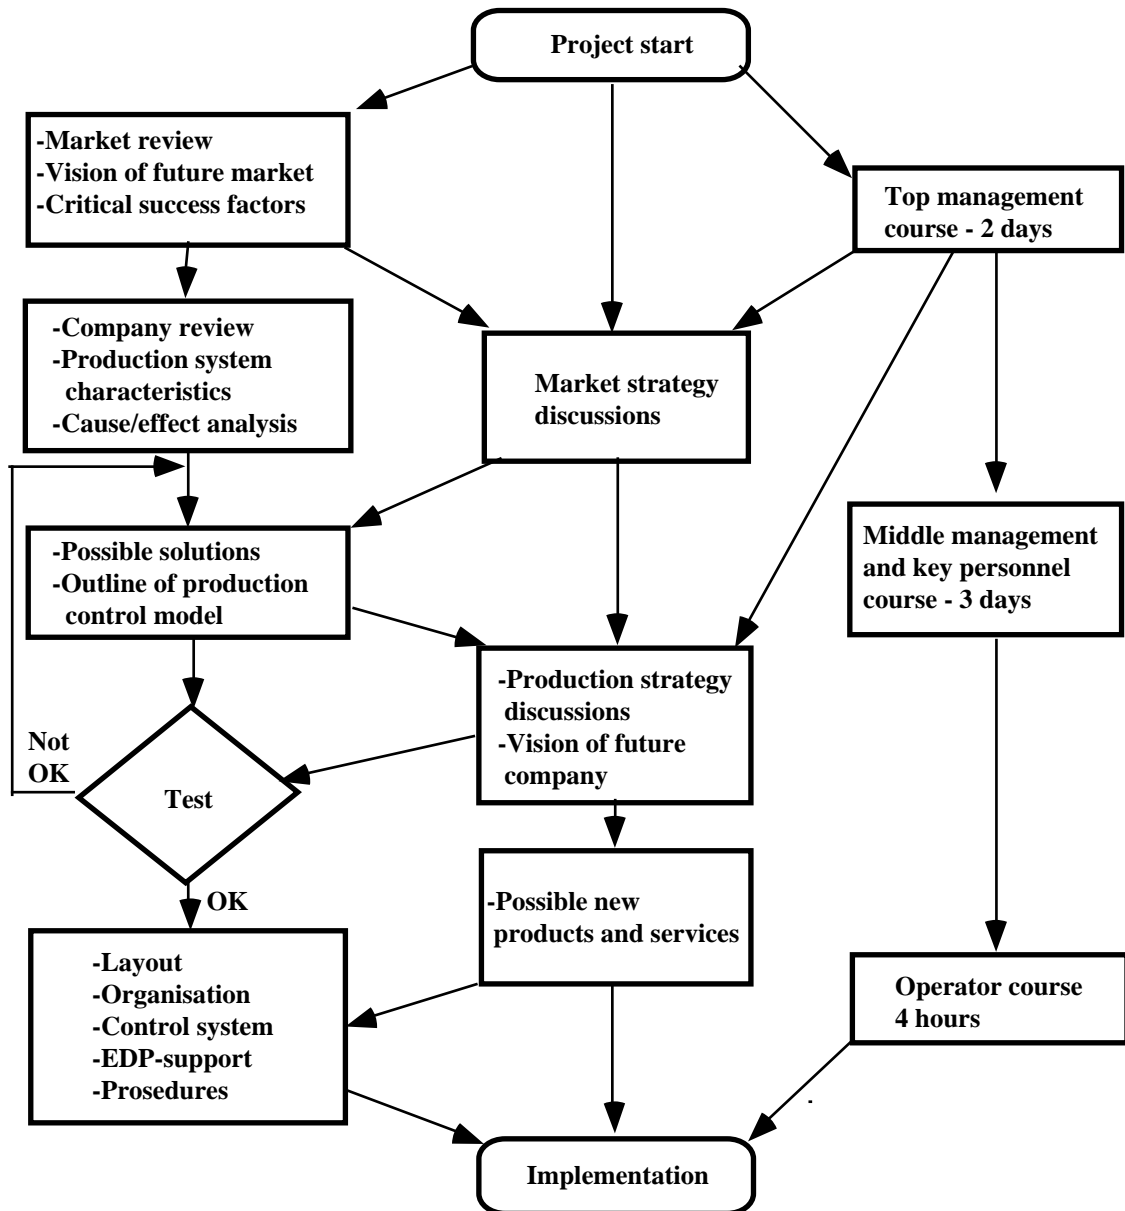 Project start
-Market review
-Vision of future market
-Critical success factors
Top management
course - 2 days
-Company review
-Production system
characteristics
-Cause/effect analysis
Market strategy
discussions
-Possible solutions
-Outline of production
control model
Middle management
and key personnel
course - 3 days
-Production strategy
discussions
-Vision of future
company
Not
OK
Test
OK
-Possible new
products and services
-Layout
-Organisation
-Control system
-EDP-support
-Prosedures
Operator course
4 hours
Implementation